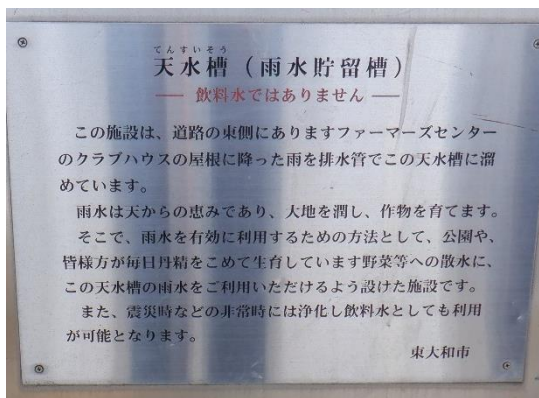 てんすいそう
天水槽（雨水貯留槽）
飲料水ではありません
この施設は、道路の東側にありますファーマーズセンター
のクラブハウスの屋根に降った雨を排水管でこの天水槽に溜
めています。
雨水は天からの恵みであり、大地を潤し、作物を育てます。
そこで、雨水を有効に利用するための方法として、公園や、
皆様方が毎日丹精をこめて生育しています野菜等への散水に、
この天水槽の雨水をご利用いただけるよう設けた施設です。
また、震災時などの非常時には浄化し飲料水としても利用
が可能となります。
東大和市